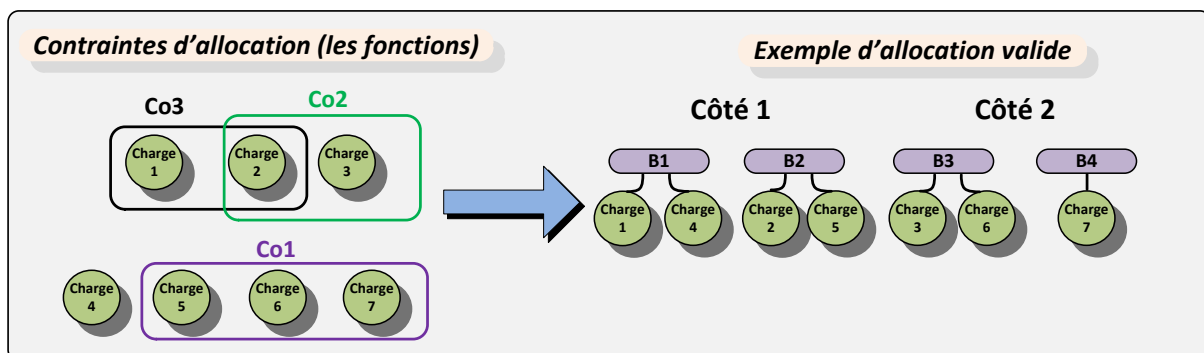 Contraintes d'allocation (les fonctions)
Co3
Co2
Charge
1
Charge
2
Charge
3
Co1
Charge
4
Charge
5
Charge
6
Charge
7
Exemple d'allocation valide
Côté 1
Côté 2
B1
B2
B3
B4
Charge
1
Charge
4
Charge
2
Charge
5
Charge
3
Charge
6
Charge
7